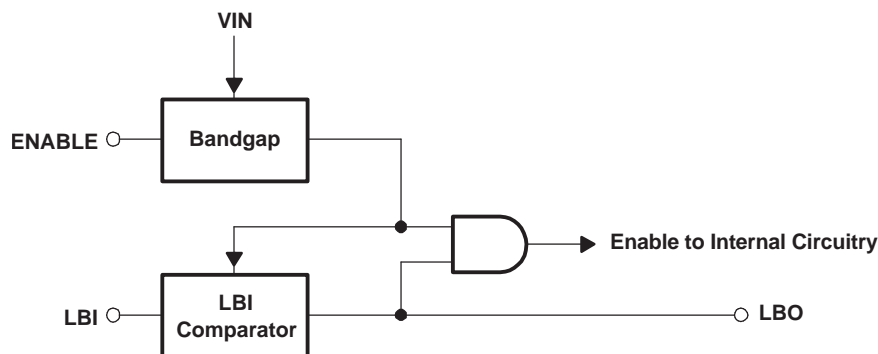 VIN
ENABLE
Bandgap
Enable to Internal Circuitry
LBI
LBI
Comparator
LBO